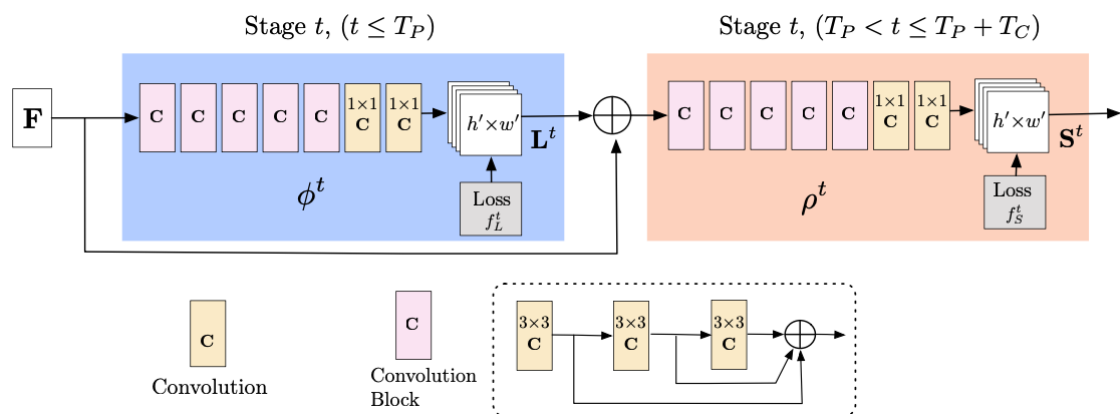 Stage t, (t ≤ T_P)
Stage t, (T_P < t ≤ T_P + T_C)
F
C
C
C
C
C
1×1
C
1×1
C
h′×w′
L^t
Loss
f_L^t
ϕ^t
C
C
C
C
C
1×1
C
1×1
C
h′×w′
S^t
Loss
f_S^t
ρ^t
C
Convolution
C
Convolution
Block
3×3
C
3×3
C
3×3
C